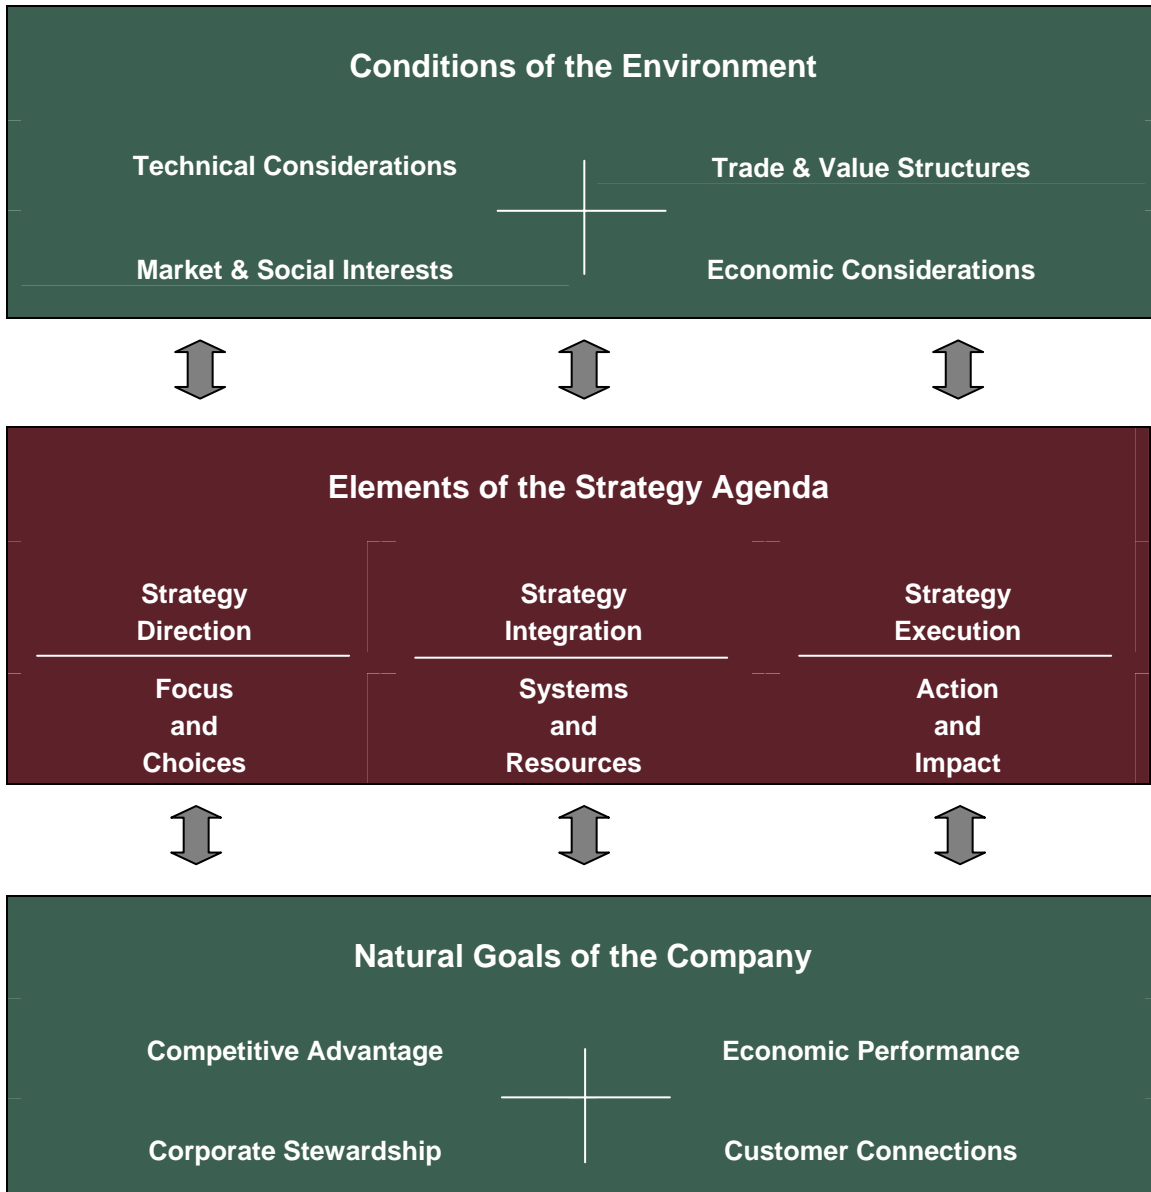 Conditions of the Environment
Technical Considerations
Trade & Value Structures
Market & Social Interests
Economic Considerations
Elements of the Strategy Agenda
Strategy
Direction
Focus
and
Choices
Strategy
Integration
Systems
and
Resources
Strategy
Execution
Action
and
Impact
Natural Goals of the Company
Competitive Advantage
Economic Performance
Corporate Stewardship
Customer Connections